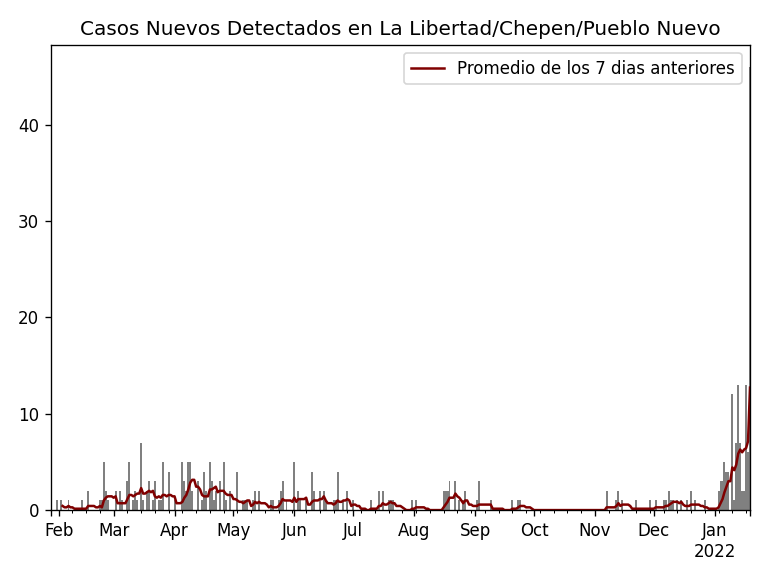 Casos Nuevos Detectados en La Libertad/Chepen/Pueblo Nuevo
Promedio de los 7 dias anteriores
40
30
20
10
0
Feb Mar Apr May Jun Jul Aug Sep Oct Nov Dec Jan
2022